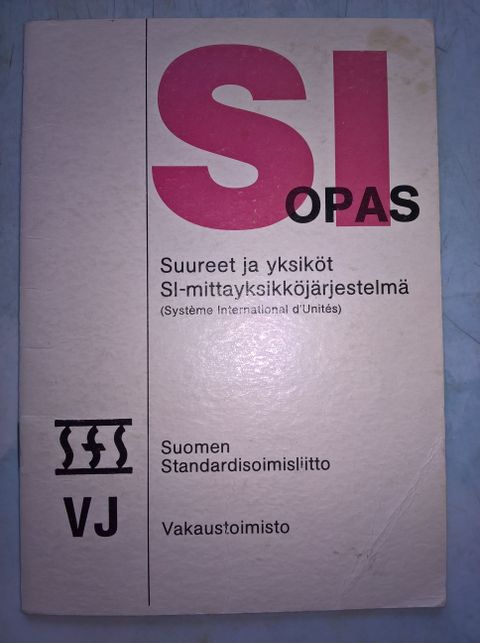 SI
OPAS
Suureet ja yksiköt
SI-mittayksikköjärjestelmä
(Système International d'Unités)
SFS
Suomen
Standardisoimisliitto
VJ
Vakaustoimisto